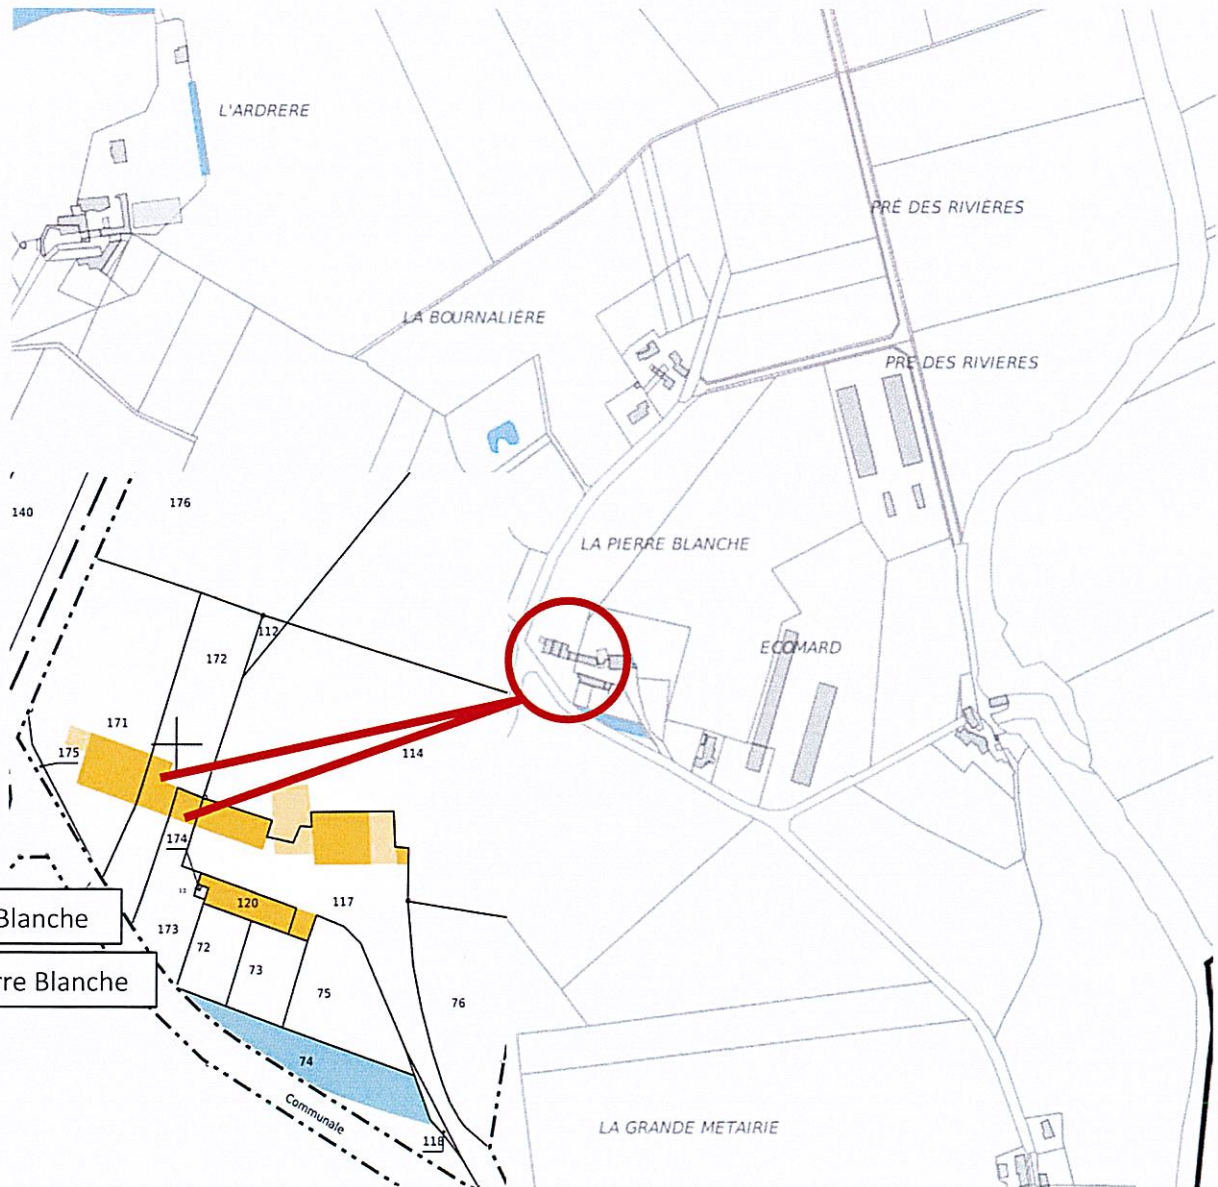 L'ARDRERE
PRÉ DES RIVIÈRES
LA BOURNALIÈRE
PRÉ DES RIVIERES
176
140
LA PIERRE BLANCHE
112
172
ECOMARD
171
175
114
174
120
117
Blanche
173
72
73
rre Blanche
75
76
74
Communale
LA GRANDE METAIRIE
118